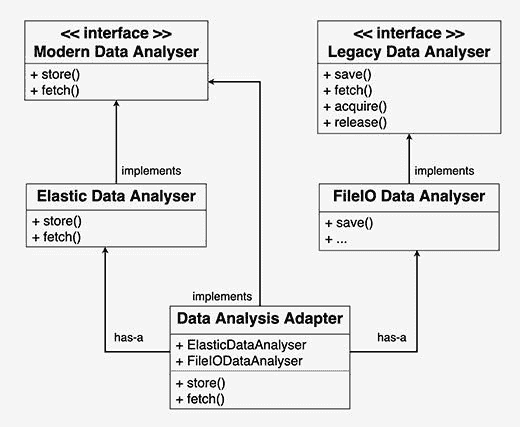 << interface >>
Modern Data Analyser
+ store()
+ fetch()
<< interface >>
Legacy Data Analyser
+ save()
+ fetch()
+ acquire()
+ release()
implements
implements
Elastic Data Analyser
+ store()
+ fetch()
FileIO Data Analyser
+ save()
+ ...
implements
has-a
has-a
Data Analysis Adapter
+ ElasticDataAnalyser
+ FileIODataAnalyser
+ store()
+ fetch()